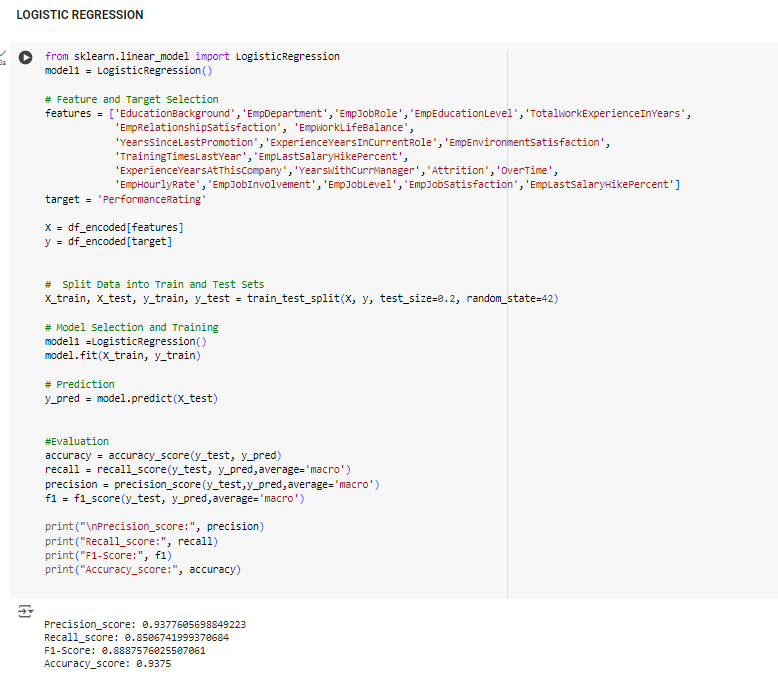 LOGISTIC REGRESSION
from sklearn.linear_model import LogisticRegression
model1 = LogisticRegression()
# Feature and Target Selection
features = ['EducationBackground','EmpDepartment','EmpJobRole','EmpEducationLevel','TotalWorkExperienceInYears',
'EmpRelationshipSatisfaction', 'EmpWorkLifeBalance',
'YearsSinceLastPromotion','ExperienceYearsInCurrentRole','EmpEnvironmentSatisfaction',
'TrainingTimesLastYear','EmpLastSalaryHikePercent',
'ExperienceYearsAtThisCompany','YearsWithCurrManager','Attrition','OverTime',
'EmpHourlyRate','EmpJobInvolvement','EmpJobLevel','EmpJobSatisfaction','EmpLastSalaryHikePercent']
target = 'PerformanceRating'
X = df_encoded[features]
y = df_encoded[target]
#  Split Data into Train and Test Sets
X_train, X_test, y_train, y_test = train_test_split(X, y, test_size=0.2, random_state=42)
# Model Selection and Training
model1 =LogisticRegression()
model.fit(X_train, y_train)
# Prediction
y_pred = model.predict(X_test)
#Evaluation
accuracy = accuracy_score(y_test, y_pred)
recall = recall_score(y_test, y_pred,average='macro')
precision = precision_score(y_test,y_pred,average='macro')
f1 = f1_score(y_test, y_pred,average='macro')
print("\nPrecision_score:", precision)
print("Recall_score:", recall)
print("F1-Score:", f1)
print("Accuracy_score:", accuracy)
Precision_score: 0.9377605698849223
Recall_score: 0.8506741999370684
F1-Score: 0.8887576025507061
Accuracy_score: 0.9375